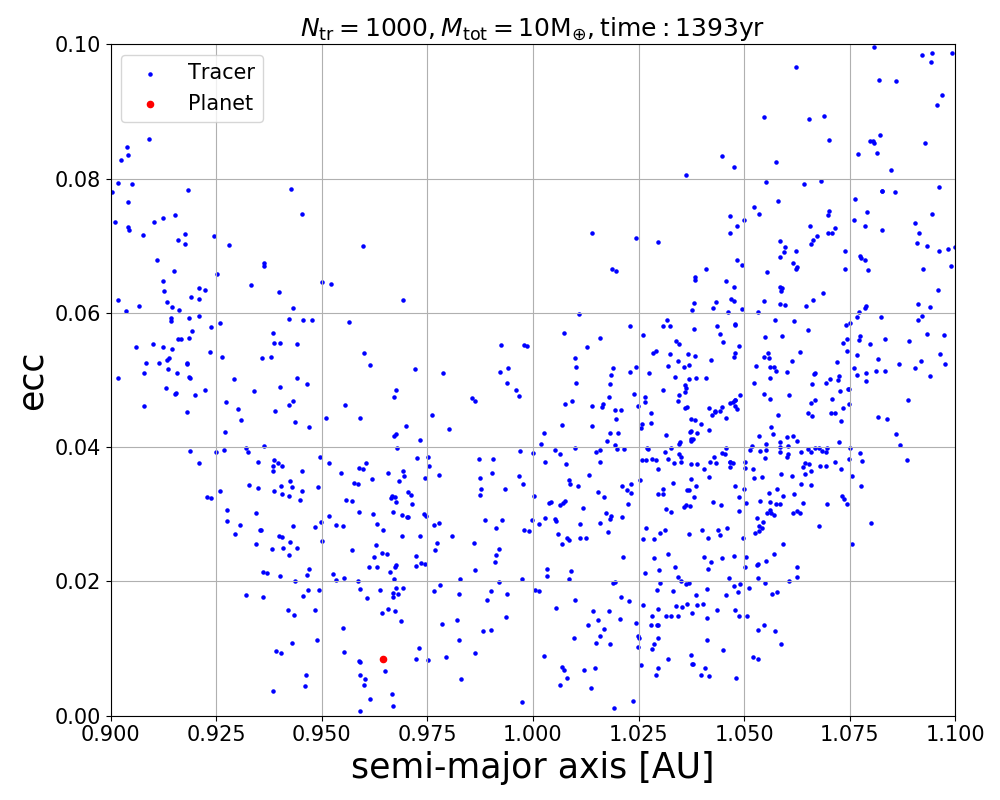 N_tr = 1000, M_tot = 10M_⊕, time : 1393yr
Tracer
Planet
ecc
0.10
0.08
0.06
0.04
0.02
0.00
0.900 0.925 0.950 0.975 1.000 1.025 1.050 1.075 1.100
semi-major axis [AU]